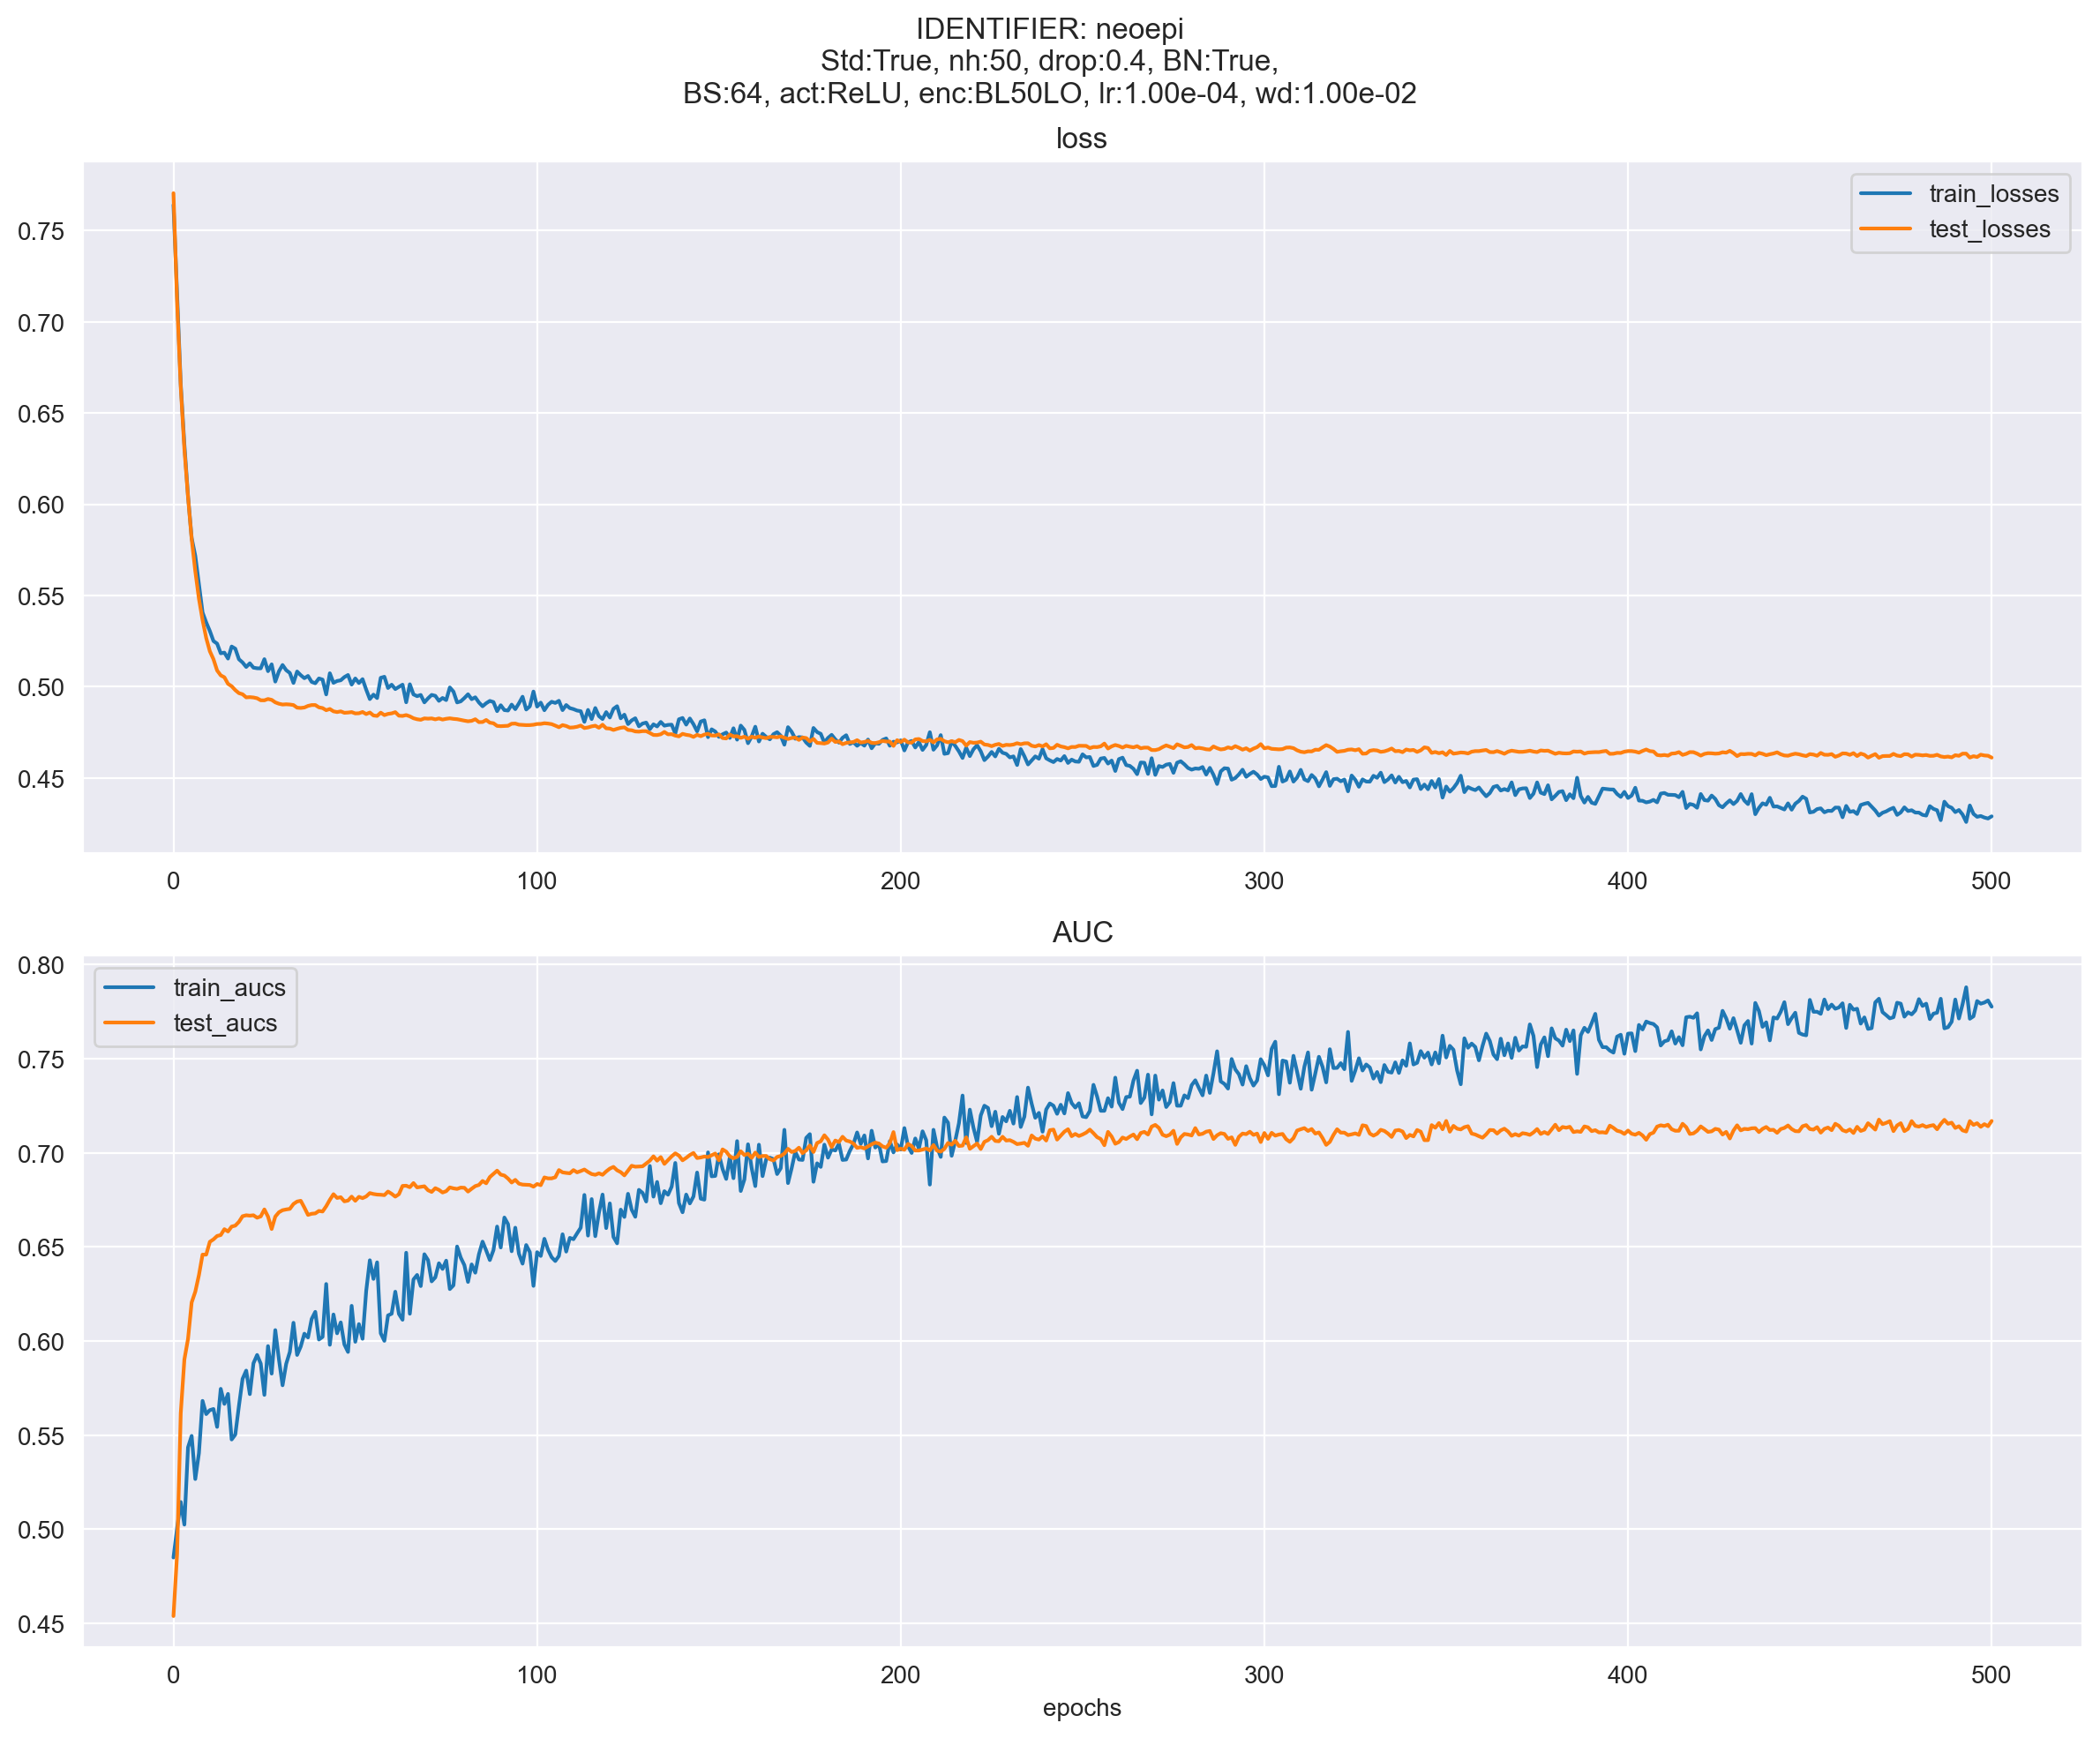 IDENTIFIER: neoepi
Std:True, nh:50, drop:0.4, BN:True,
BS:64, act:ReLU, enc:BL50LO, lr:1.00e-04, wd:1.00e-02
loss
train_losses
test_losses
0.75
0.70
0.65
0.60
0.55
0.50
0.45
0 100 200 300 400 500
AUC
train_aucs
test_aucs
0.80
0.75
0.70
0.65
0.60
0.55
0.50
0.45
0 100 200 300 400 500
epochs